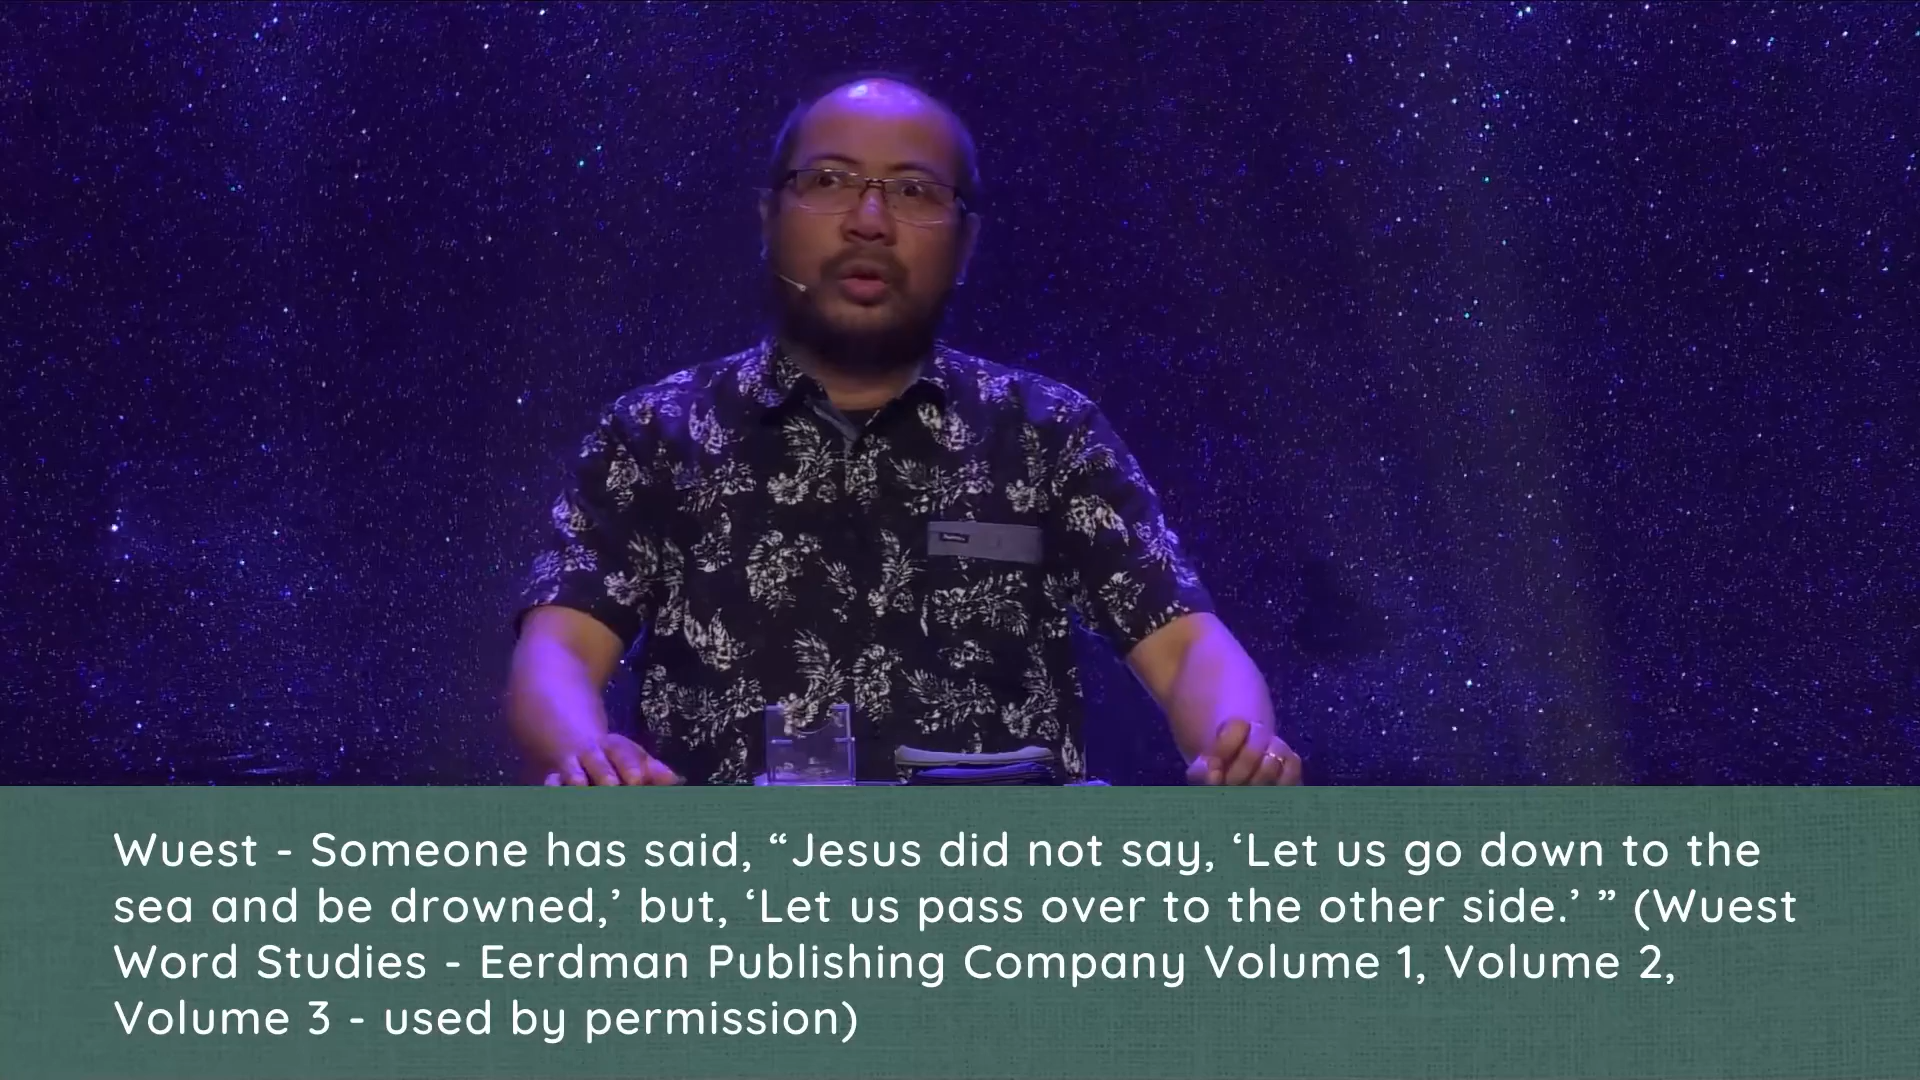 Wuest - Someone has said, “Jesus did not say, ‘Let us go down to the
sea and be drowned,’ but, ‘Let us pass over to the other side.’ ” (Wuest
Word Studies - Eerdman Publishing Company Volume 1, Volume 2,
Volume 3 - used by permission)